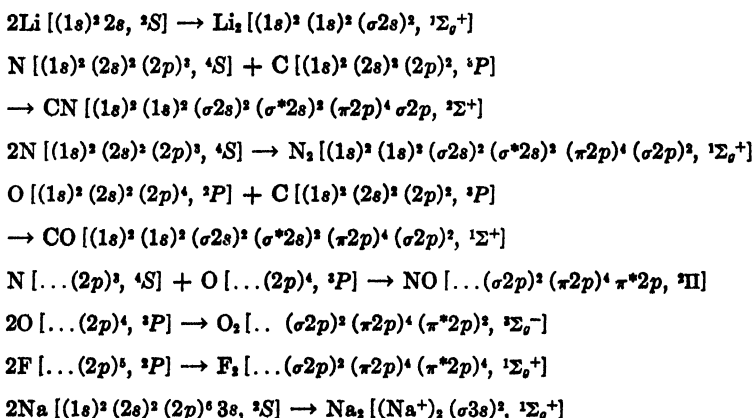 2Li [(1s)² 2s, ²S] → Li₂ [(1s)² (1s)² (σ2s)², ¹Σg⁺]
N [(1s)² (2s)² (2p)³, ⁴S] + C [(1s)² (2s)² (2p)², ³P]
→ CN [(1s)² (1s)² (σ2s)² (σ*2s)² (π2p)⁴ σ2p, ²Σ⁺]
2N [(1s)² (2s)² (2p)³, ⁴S] → N₂ [(1s)² (1s)² (σ2s)² (σ*2s)² (π2p)⁴ (σ2p)², ¹Σg⁺]
O [(1s)² (2s)² (2p)⁴, ³P] + C [(1s)² (2s)² (2p)², ³P]
→ CO [(1s)² (1s)² (σ2s)² (σ*2s)² (π2p)⁴ (σ2p)², ¹Σ⁺]
N [...(2p)³, ⁴S] + O [...(2p)⁴, ³P] → NO [...(σ2p)² (π2p)⁴ π*2p, ²Π]
2O [...(2p)⁴, ³P] → O₂ [.. (σ2p)² (π2p)⁴ (π*2p)², ³Σg⁻]
2F [...(2p)⁵, ²P] → F₂ [...(σ2p)² (π2p)⁴ (π*2p)⁴, ¹Σg⁺]
2Na [(1s)² (2s)² (2p)⁶ 3s, ²S] → Na₂ [(Na⁺)₂ (σ3s)², ¹Σg⁺]